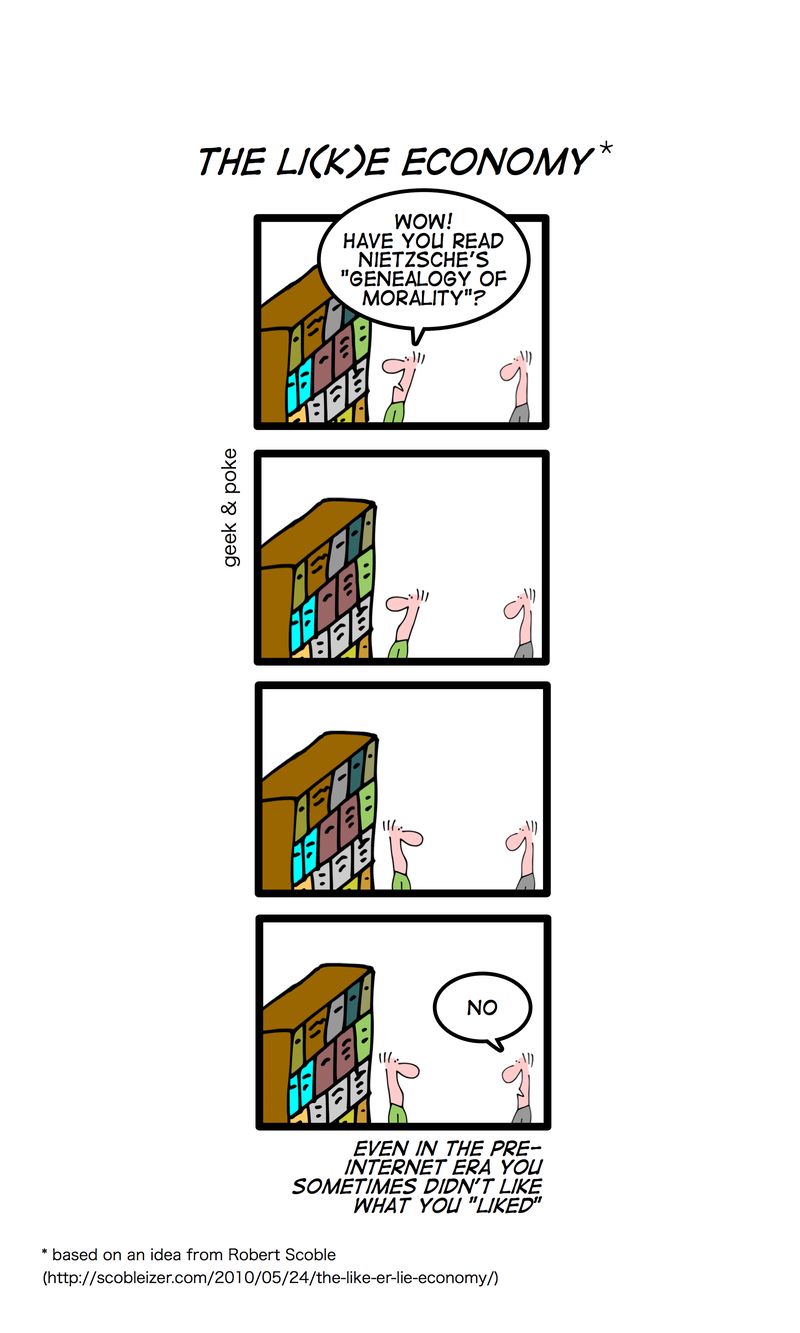 THE LI(K)E ECONOMY*
WOW!
HAVE YOU READ
NIETZSCHE'S
"GENEALOGY OF
MORALITY"?
geek & poke
NO
EVEN IN THE PRE-
INTERNET ERA YOU
SOMETIMES DIDN'T LIKE
WHAT YOU "LIKED"
* based on an idea from Robert Scoble
(http://scobleizer.com/2010/05/24/the-like-er-lie-economy/)